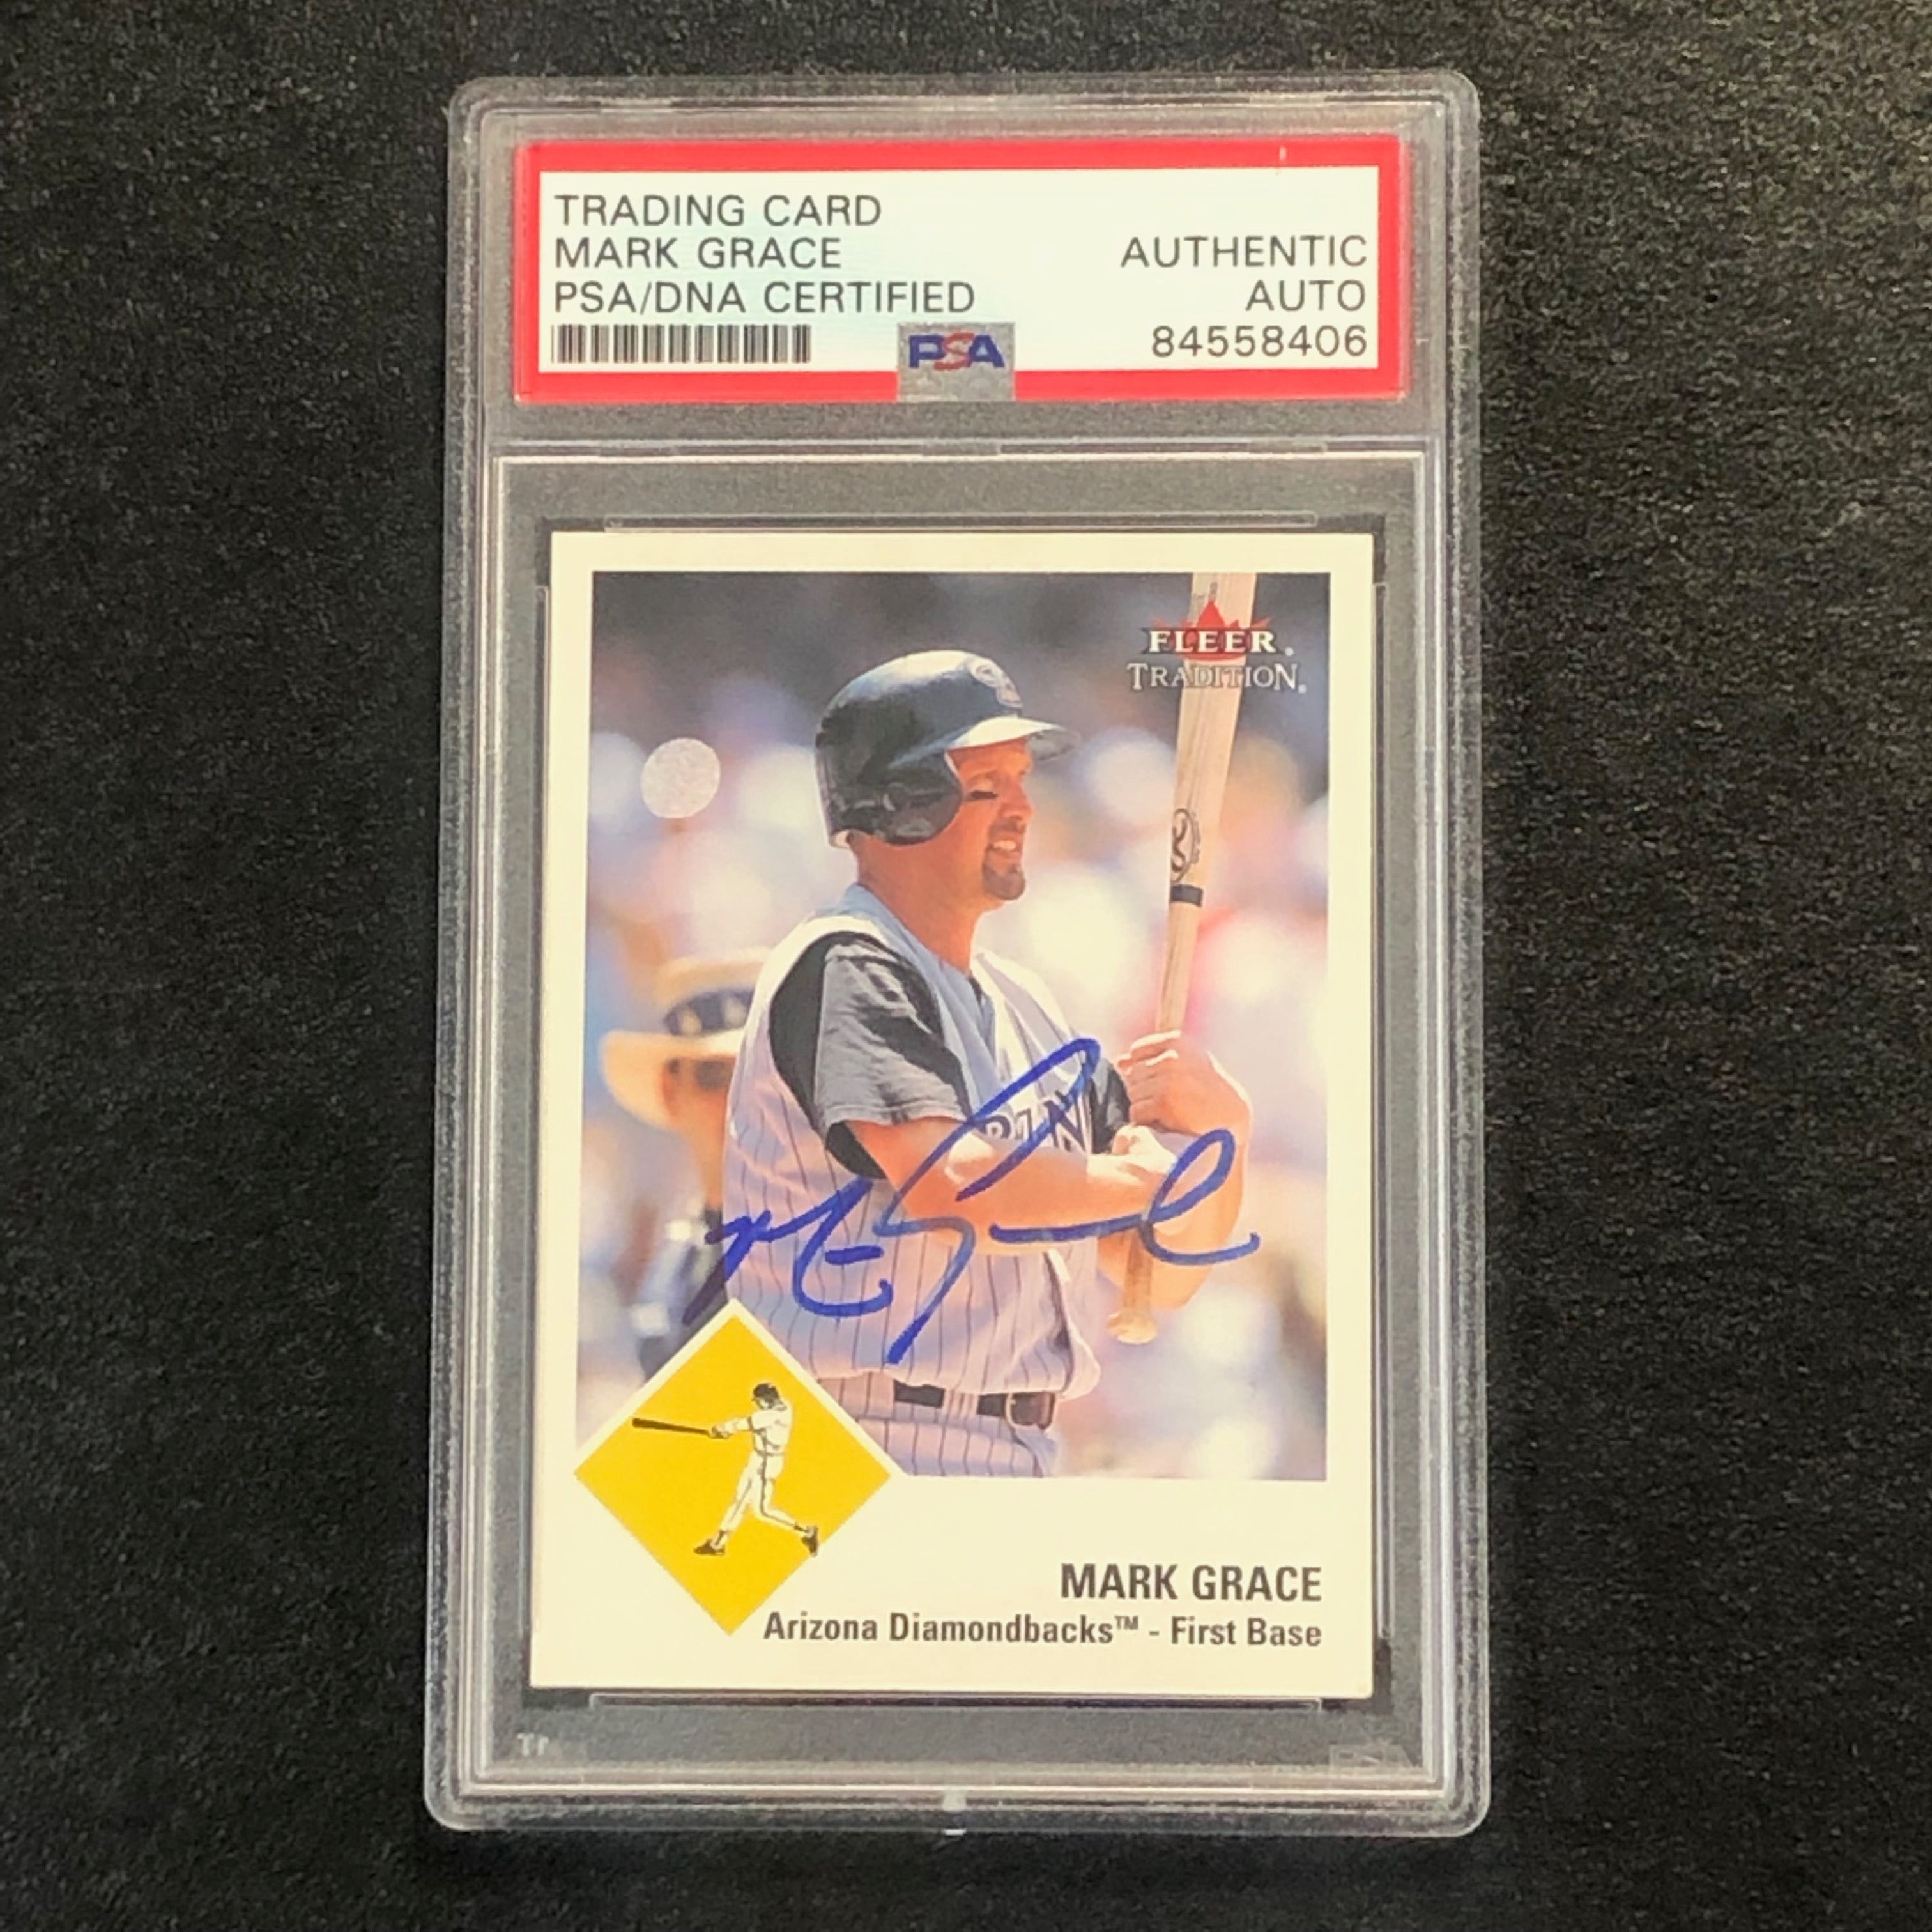 TRADING CARD
MARK GRACE
PSA/DNA CERTIFIED
AUTHENTIC
AUTO
84558406
PSA
FLEER®
TRADITION®
MARK GRACE
Arizona Diamondbacks™ - First Base